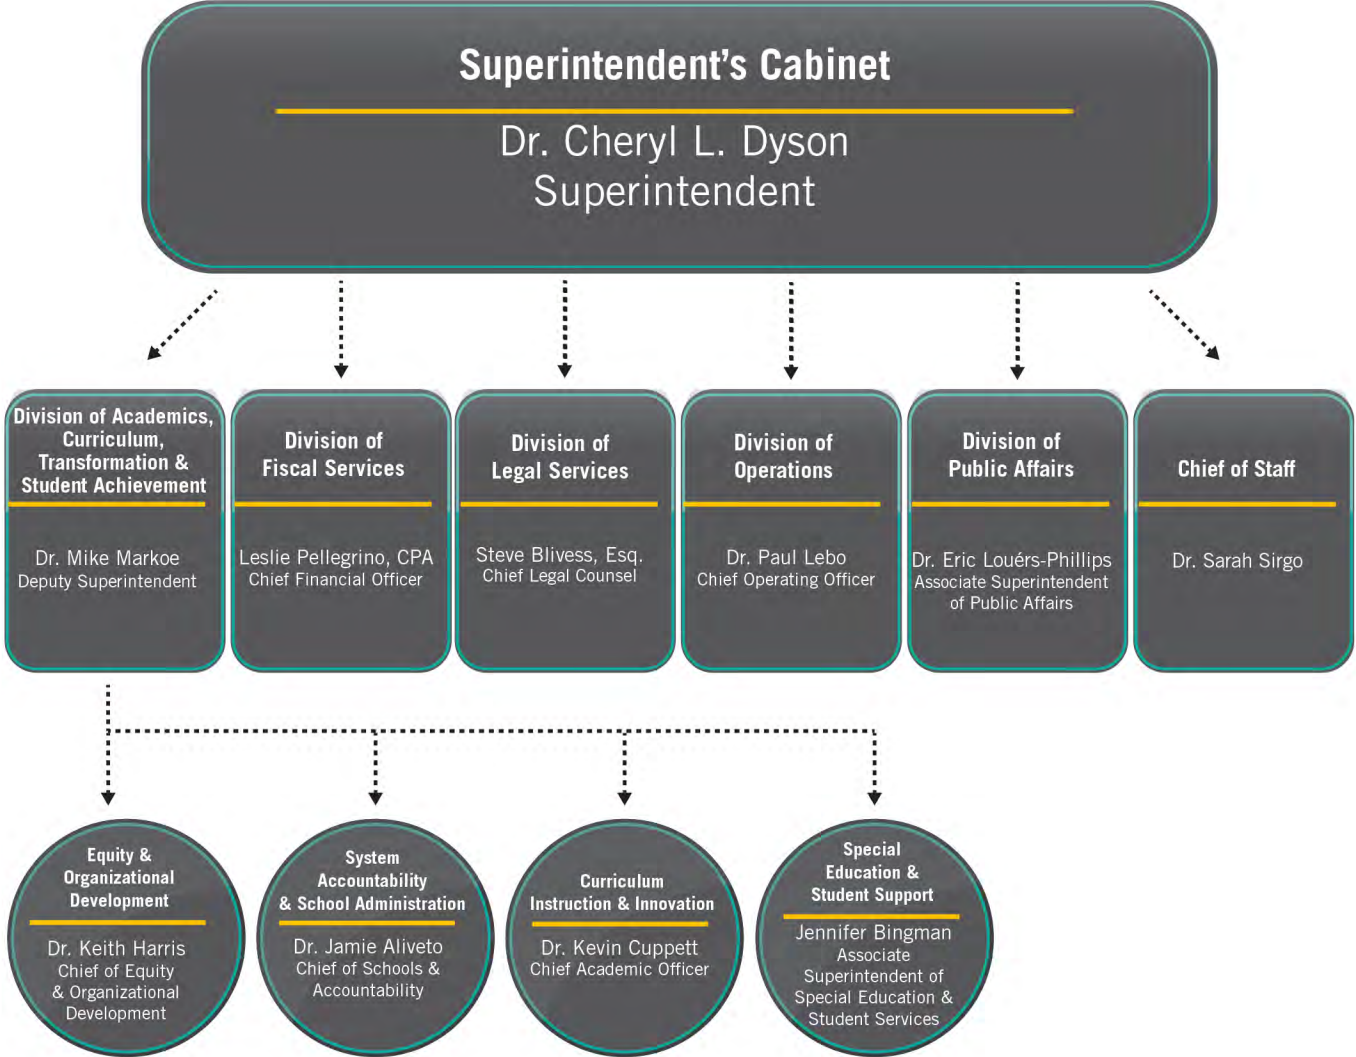 Superintendent's Cabinet
Dr. Cheryl L. Dyson
Superintendent
Division of Academics,
Curriculum,
Transformation &
Student Achievement
Dr. Mike Markoe
Deputy Superintendent
Division of
Fiscal Services
Leslie Pellegrino, CPA
Chief Financial Officer
Division of
Legal Services
Steve Blivess, Esq.
Chief Legal Counsel
Division of
Operations
Dr. Paul Lebo
Chief Operating Officer
Division of
Public Affairs
Dr. Eric Louérs-Phillips
Associate Superintendent
of Public Affairs
Chief of Staff
Dr. Sarah Sirgo
Equity &
Organizational
Development
Dr. Keith Harris
Chief of Equity
& Organizational
Development
System
Accountability
& School Administration
Dr. Jamie Aliveto
Chief of Schools &
Accountability
Curriculum
Instruction & Innovation
Dr. Kevin Cuppett
Chief Academic Officer
Special
Education &
Student Support
Jennifer Bingman
Associate
Superintendent of
Special Education &
Student Services